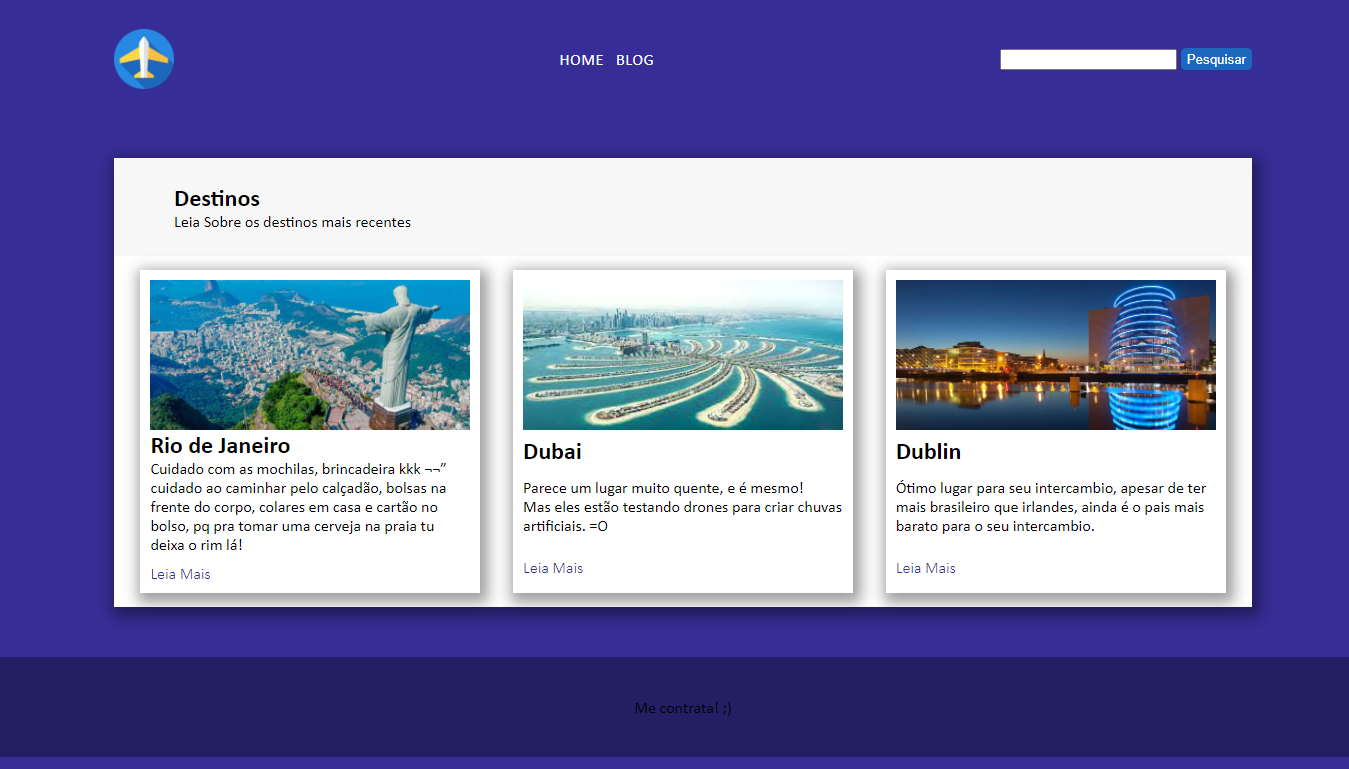 HOME BLOG
Pesquisar
Destinos
Leia Sobre os destinos mais recentes
Rio de Janeiro
Cuidado com as mochilas, brincadeira kkk ¬¬”
cuidado ao caminhar pelo calçadão, bolsas na
frente do corpo, colares em casa e cartão no
bolso, pq pra tomar uma cerveja na praia tu
deixa o rim lá!
Leia Mais
Dubai
Parece um lugar muito quente, e é mesmo!
Mas eles estão testando drones para criar chuvas
artificiais. =O
Leia Mais
Dublin
Ótimo lugar para seu intercambio, apesar de ter
mais brasileiro que irlandes, ainda é o pais mais
barato para o seu intercambio.
Leia Mais
Me contrata! ;)